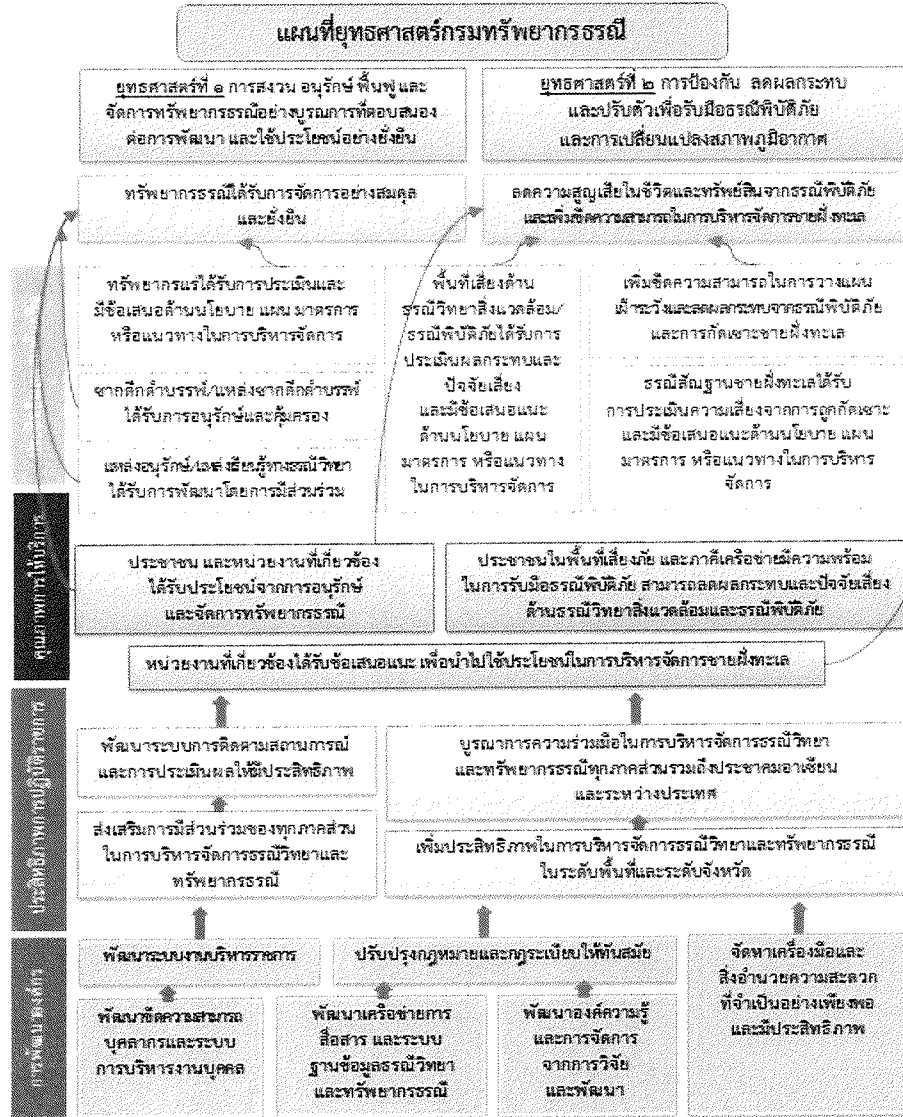 แผนที่ยุทธศาสตร์กรมทรัพยากรธรณี
ยุทธศาสตร์ที่ ๑ การสงวน อนุรักษ์ ฟื้นฟู และ
จัดการทรัพยากรธรณีอย่างบูรณการที่ตอบสนอง
ต่อการพัฒนา และใช้ประโยชน์อย่างยั่งยืน
ยุทธศาสตร์ที่ ๒ การป้องกัน ลดผลกระทบ
และปรับตัวเพื่อรับมือธรณีพิบัติภัย
และการเปลี่ยนแปลงสภาพภูมิอากาศ
ทรัพยากรธรณีได้รับการจัดการอย่างสมดุล
และยั่งยืน
ลดความสูญเสียในชีวิตและทรัพย์สินจากธรณีพิบัติภัย
และเพิ่มขีดความสามารถในการบริหารจัดการชายฝั่งทะเล
ทรัพยากรแร่ได้รับการประเมินและ
มีข้อเสนอด้านนโยบาย แผน มาตรการ
หรือแนวทางในการบริหารจัดการ
ซากดึกดำบรรพ์/แหล่งซากดึกดำบรรพ์
ได้รับการอนุรักษ์และคุ้มครอง
แหล่งอนุรักษ์/แหล่งเรียนรู้ทางธรณีวิทยา
ได้รับการพัฒนาโดยการมีส่วนร่วม
พื้นที่เสี่ยงด้าน
ธรณีวิทยาสิ่งแวดล้อม/
ธรณีพิบัติภัยได้รับการ
ประเมินผลกระทบและ
ปัจจัยเสี่ยง
และมีข้อเสนอแนะ
ด้านนโยบาย แผน
มาตรการ หรือแนวทาง
ในการบริหารจัดการ
เพิ่มขีดความสามารถในการวางแผน
เฝ้าระวังและลดผลกระทบจากธรณีพิบัติภัย
และการกัดเซาะชายฝั่งทะเล
ธรณีสัณฐานชายฝั่งทะเลได้รับ
การประเมินความเสี่ยงจากการถูกกัดเซาะ
และมีข้อเสนอแนะด้านนโยบาย แผน
มาตรการ หรือแนวทางในการบริหาร
จัดการ
คุณภาพการให้บริการ
ประชาชน และหน่วยงานที่เกี่ยวข้อง
ได้รับประโยชน์จากการอนุรักษ์
และจัดการทรัพยากรธรณี
ประชาชนในพื้นที่เสี่ยงภัย และภาคีเครือข่ายมีความพร้อม
ในการรับมือธรณีพิบัติภัย สามารถลดผลกระทบและปัจจัยเสี่ยง
ด้านธรณีวิทยาสิ่งแวดล้อมและธรณีพิบัติภัย
หน่วยงานที่เกี่ยวข้องได้รับข้อเสนอแนะ เพื่อนำไปใช้ประโยชน์ในการบริหารจัดการชายฝั่งทะเล
ประสิทธิภาพการปฏิบัติราชการ
พัฒนาระบบการติดตามสถานการณ์
และการประเมินผลให้มีประสิทธิภาพ
บูรณาการความร่วมมือในการบริหารจัดการธรณีวิทยา
และทรัพยากรธรณีทุกภาคส่วนรวมถึงประชาคมอาเซียน
และระหว่างประเทศ
ส่งเสริมการมีส่วนร่วมของทุกภาคส่วน
ในการบริหารจัดการธรณีวิทยาและ
ทรัพยากรธรณี
เพิ่มประสิทธิภาพในการบริหารจัดการธรณีวิทยาและทรัพยากรธรณี
ในระดับพื้นที่และระดับจังหวัด
การพัฒนาองค์การ
พัฒนาระบบงานบริหารราชการ
ปรับปรุงกฎหมายและกฎระเบียบให้ทันสมัย
จัดหาเครื่องมือและ
สิ่งอำนวยความสะดวก
ที่จำเป็นอย่างเพียงพอ
และมีประสิทธิภาพ
พัฒนาขีดความสามารถ
บุคลากรและระบบ
การบริหารงานบุคคล
พัฒนาเครือข่ายการ
สื่อสาร และระบบ
ฐานข้อมูลธรณีวิทยา
และทรัพยากรธรณี
พัฒนาองค์ความรู้
และการจัดการ
จากการวิจัย
และพัฒนา